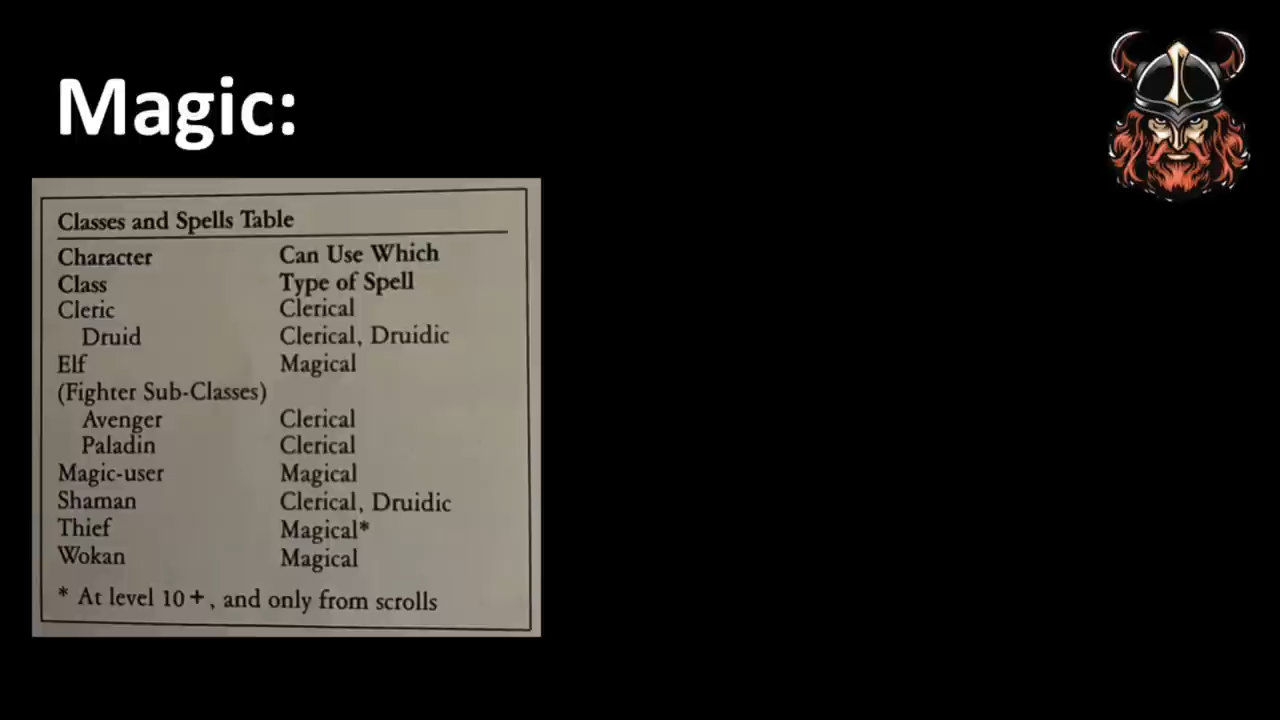 Magic:
Classes and Spells Table
Character Can Use Which
Class Type of Spell
Cleric Clerical
Druid Clerical, Druidic
Elf Magical
(Fighter Sub-Classes)
Avenger Clerical
Paladin Clerical
Magic-user Magical
Shaman Clerical, Druidic
Thief Magical*
Wokan Magical
* At level 10+, and only from scrolls